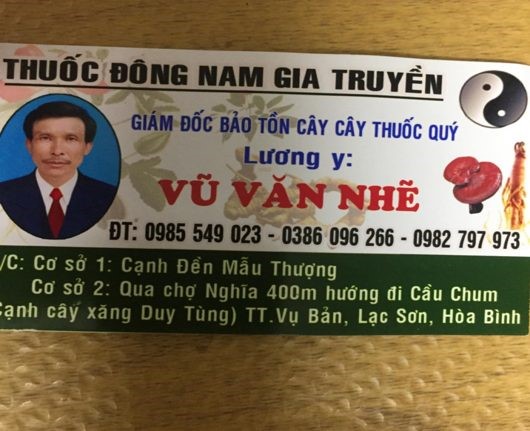 THUỐC ĐÔNG NAM GIA TRUYỀN
GIÁM ĐỐC BẢO TỒN CÂY CÂY THUỐC QUÝ
Lương y:
VŨ VĂN NHẼ
ĐT: 0985 549 023 - 0386 096 266 - 0982 797 973
/C: Cơ sở 1: Cạnh Đền Mẫu Thượng
Cơ sở 2: Qua chợ Nghĩa 400m hướng đi Cầu Chum
Cạnh cây xăng Duy Tùng) TT.Vụ Bản, Lạc Sơn, Hòa Bình